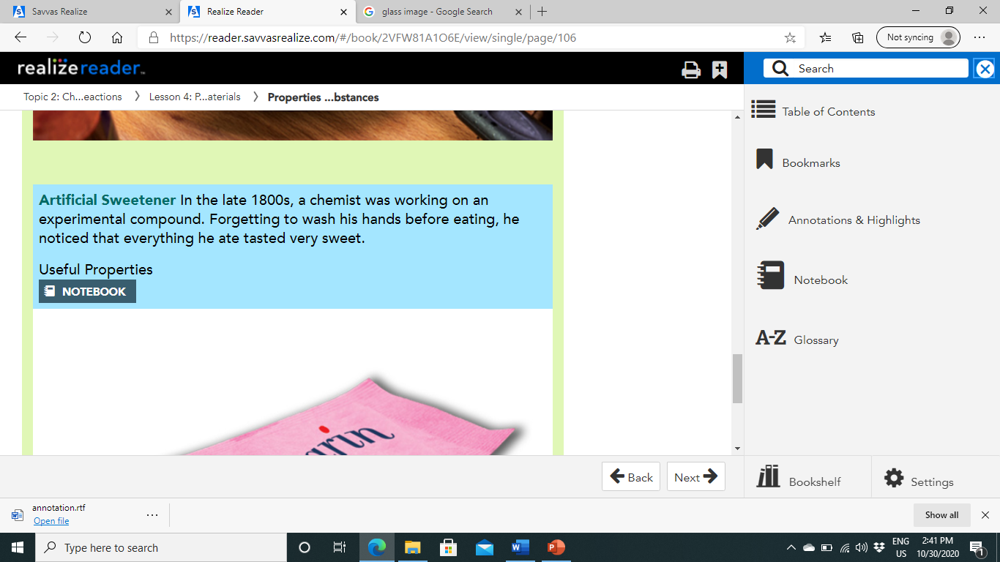 Savvas Realize
Realize Reader
glass image - Google Search
https://reader.savvasrealize.com/#/book/2VFW81A1O6E/view/single/page/106
Not syncing
realizereader™
Search
Topic 2: Ch...eactions
Lesson 4: P...aterials
Properties ...bstances
Table of Contents
Bookmarks
Annotations & Highlights
Notebook
A-Z Glossary
Artificial Sweetener In the late 1800s, a chemist was working on an
experimental compound. Forgetting to wash his hands before eating, he
noticed that everything he ate tasted very sweet.
Useful Properties
NOTEBOOK
Back
Next
Bookshelf
Settings
annotation.rtf
Open file
Show all
Type here to search
ENG
US
2:41 PM
10/30/2020
1